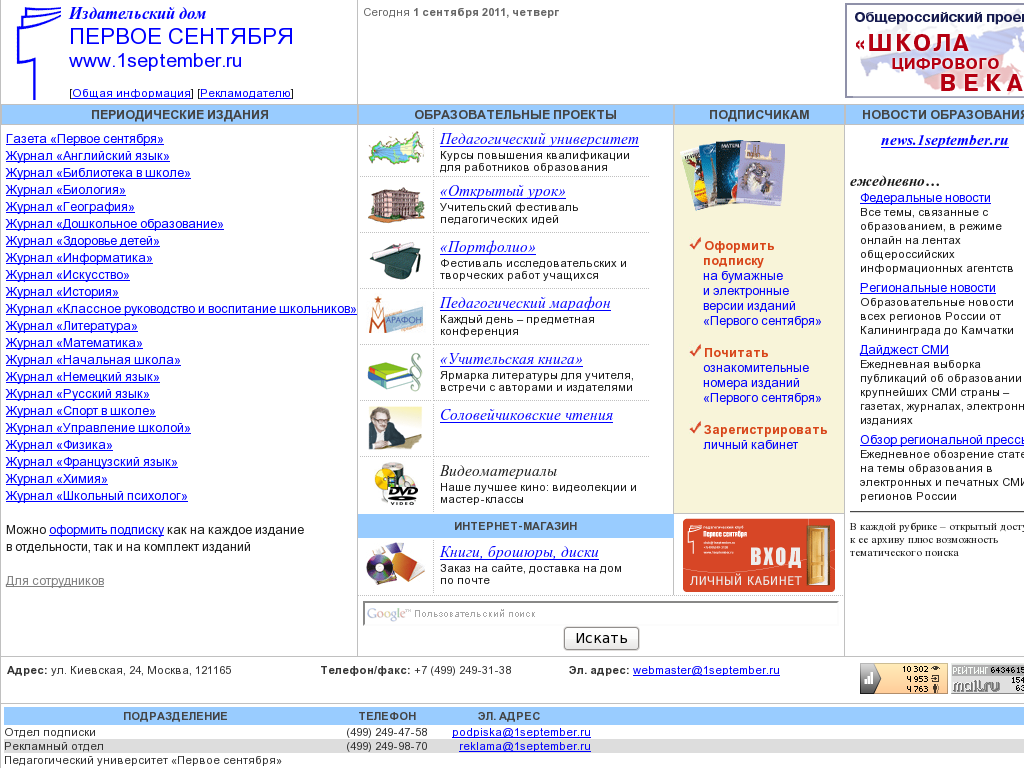 Издательский дом
ПЕРВОЕ СЕНТЯБРЯ
www.1september.ru
[Общая информация] [Рекламодателю]
Сегодня 1 сентября 2011, четверг
Общероссийский
«ШКОЛА
ЦИФРОВОГО
ВЕКА
ПЕРИОДИЧЕСКИЕ ИЗДАНИЯ
Газета «Первое сентября»
Журнал «Английский язык»
Журнал «Библиотека в школе»
Журнал «Биология»
Журнал «География»
Журнал «Дошкольное образование»
Журнал «Здоровье детей»
Журнал «Информатика»
Журнал «Искусство»
Журнал «История»
Журнал «Классное руководство и воспитание школьников»
Журнал «Литература»
Журнал «Математика»
Журнал «Начальная школа»
Журнал «Немецкий язык»
Журнал «Русский язык»
Журнал «Спорт в школе»
Журнал «Управление школой»
Журнал «Физика»
Журнал «Французский язык»
Журнал «Химия»
Журнал «Школьный психолог»
Можно оформить подписку как на каждое издание
в отдельности, так и на комплект изданий
Для сотрудников
ОБРАЗОВАТЕЛЬНЫЕ ПРОЕКТЫ
Педагогический университет
Курсы повышения квалификации
для работников образования
«Открытый урок»
Учительский фестиваль
педагогических идей
«Портфолио»
Фестиваль исследовательских и
творческих работ учащихся
МАРАФОН
Педагогический марафон
Каждый день – предметная
конференция
«Учительская книга»
Ярмарка литературы для учителя,
встречи с авторами и издателями
Соловейчиковские чтения
DVD
VIDEO
Видеоматериалы
Наше лучшее кино: видеолекции и
мастер-классы
ИНТЕРНЕТ-МАГАЗИН
Книги, брошюры, диски
Заказ на сайте, доставка на дом
по почте
Google™ Пользовательский поиск
Искать
ПОДПИСЧИКАМ
Оформить
подписку
на бумажные
и электронные
версии изданий
«Первого сентября»
Почитать
ознакомительные
номера изданий
«Первого сентября»
Зарегистрировать
личный кабинет
Первое сентября
ВХОД
ЛИЧНЫЙ КАБИНЕТ
НОВОСТИ ОБРАЗОВАНИЯ
news.1september.ru
ежедневно…
Федеральные новости
Все темы, связанные с
образованием, в режиме
онлайн на лентах
общероссийских
информационных агентств
Региональные новости
Образовательные новости
всех регионов России от
Калининграда до Камчатки
Дайджест СМИ
Ежедневная выборка
публикаций об образовании
крупнейших СМИ страны –
газетах, журналах,
изданиях
Обзор региональной
Ежедневное обозрение
на темы образования в
электронных и печатных СМИ
регионов России
В каждой рубрике – открытый
к ее архиву плюс возможность
тематического поиска
Адрес: ул. Киевская, 24, Москва, 121165
Телефон/факс: +7 (499) 249-31-38
Эл. адрес: webmaster@1september.ru
10 302
4 953
4 763
РЕЙТИНГ
mail.ru
ПОДРАЗДЕЛЕНИЕ ТЕЛЕФОН ЭЛ. АДРЕС
Отдел подписки (499) 249-47-58 podpiska@1september.ru
Рекламный отдел (499) 249-98-70 reklama@1september.ru
Педагогический университет «Первое сентября»